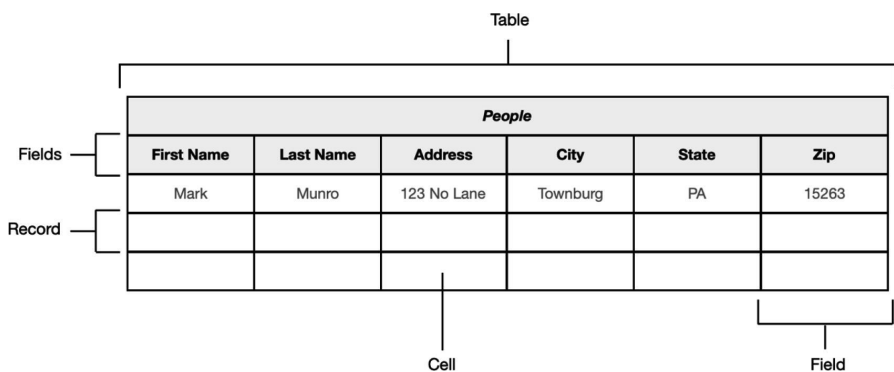 Table
People
Fields
First Name Last Name Address City State Zip
Mark Munro 123 No Lane Townburg PA 15263
Record
Cell Field